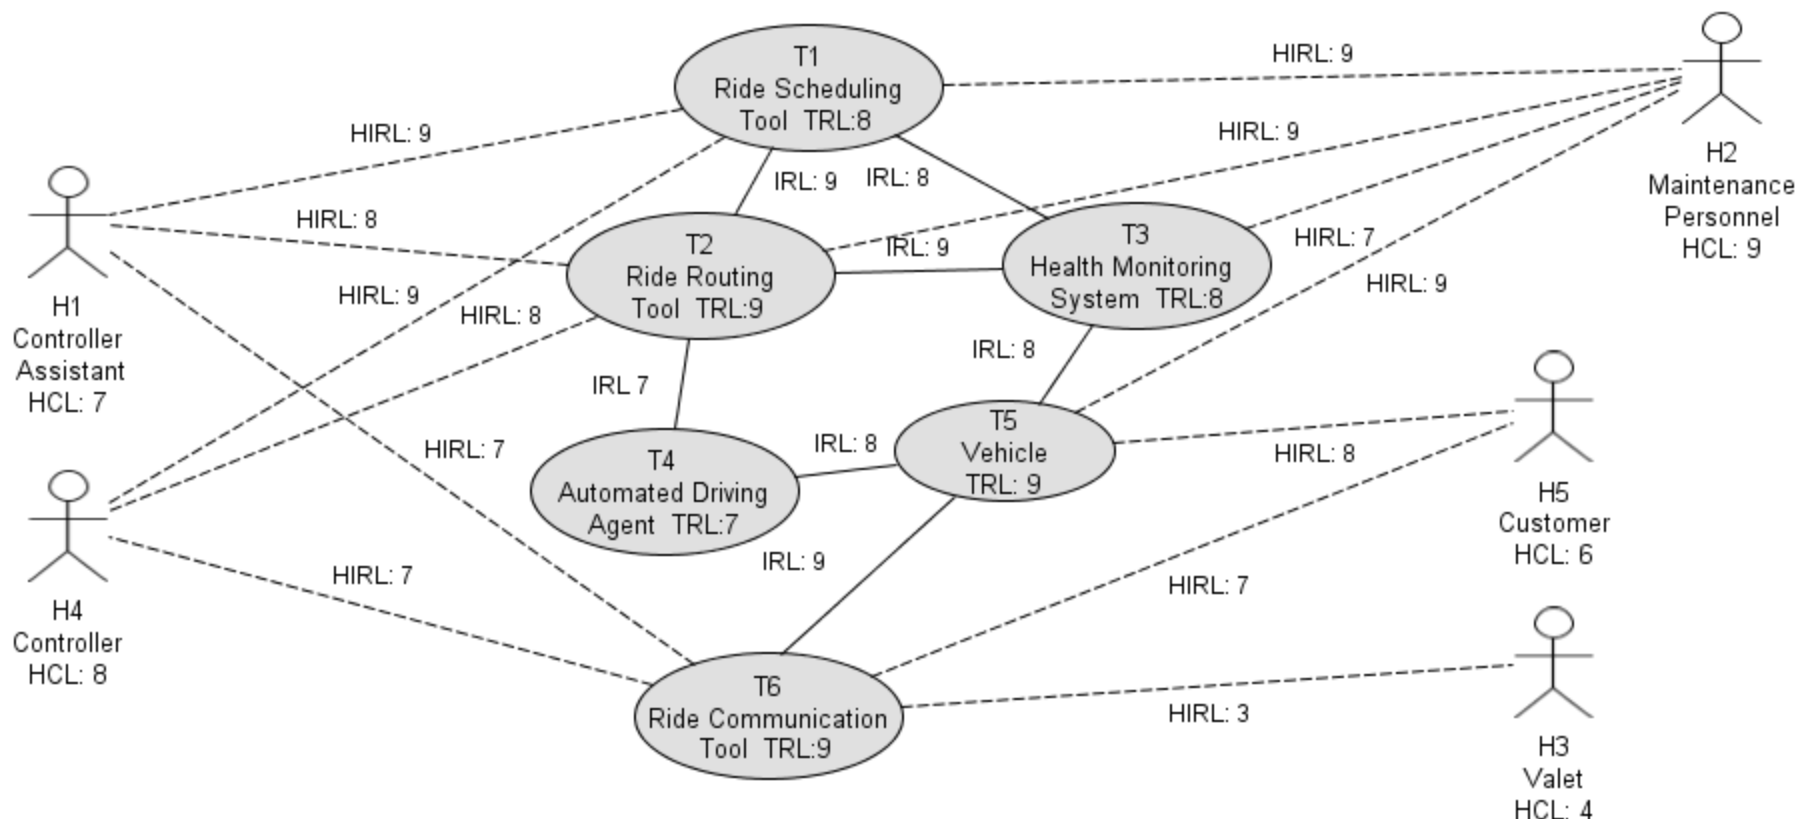 T1
Ride Scheduling
Tool  TRL:8
HIRL: 9
HIRL: 9
HIRL: 9
H2
Maintenance
Personnel
HCL: 9
IRL: 9
IRL: 8
HIRL: 8
T2
Ride Routing
Tool  TRL:9
IRL: 9
T3
Health Monitoring
System  TRL:8
HIRL: 7
HIRL: 9
H1
Controller
Assistant
HCL: 7
HIRL: 9
HIRL: 8
IRL: 8
IRL 7
HIRL: 7
T4
Automated Driving
Agent  TRL:7
IRL: 8
T5
Vehicle
TRL: 9
HIRL: 8
H5
Customer
HCL: 6
IRL: 9
HIRL: 7
HIRL: 7
H4
Controller
HCL: 8
T6
Ride Communication
Tool  TRL:9
HIRL: 3
H3
Valet
HCL: 4